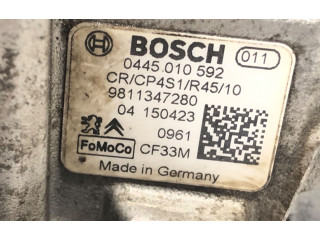 BOSCH
011
0445 010 592
CR/CP4S1/R45/10
9811347280
04 150423
0961
FoMoCo CF33M
Made in Germany